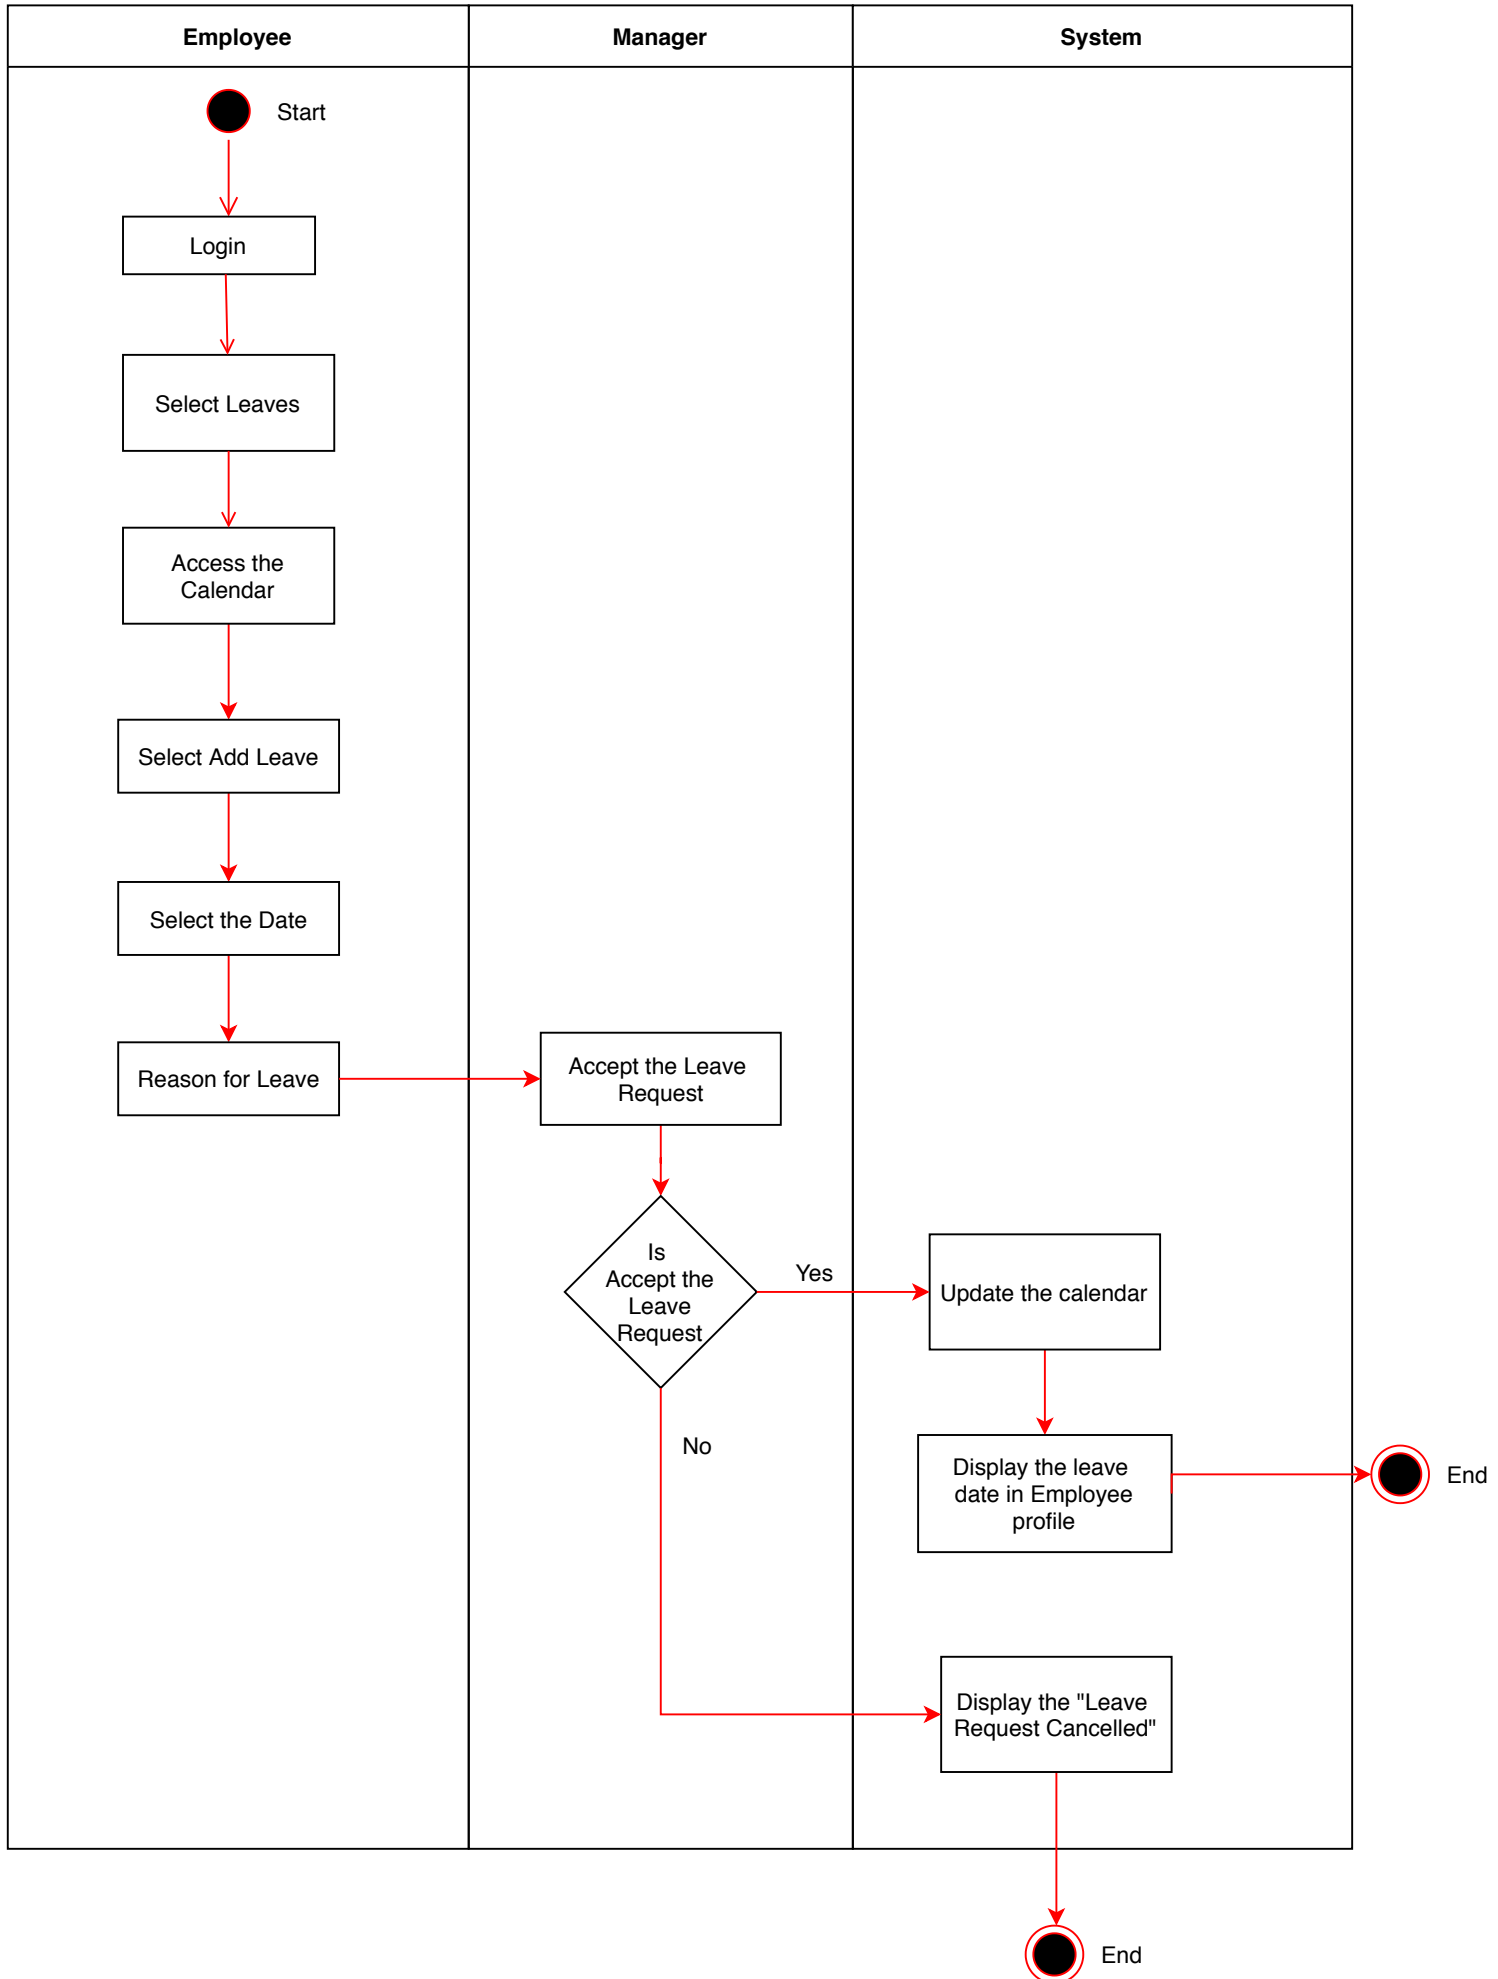 Employee
Manager
System
Start
Login
Select Leaves
Access the
Calendar
Select Add Leave
Select the Date
Reason for Leave
Accept the Leave
Request
Is
Accept the
Leave
Request
Yes
Update the calendar
No
Display the leave
date in Employee
profile
End
Display the "Leave
Request Cancelled"
End